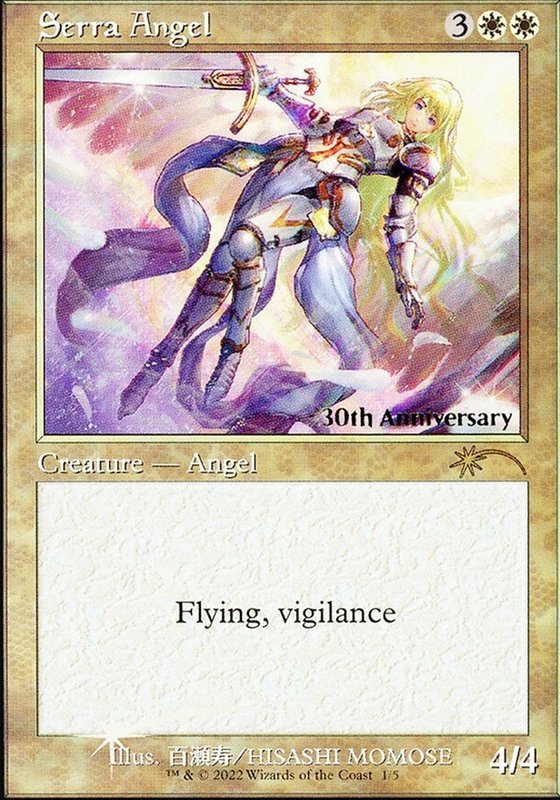 Serra Angel 3
30th Anniversary
Creature — Angel
Flying, vigilance
Illus. 百瀬寿/HISASHI MOMOSE
™ & © 2022 Wizards of the Coast 1/5
4/4